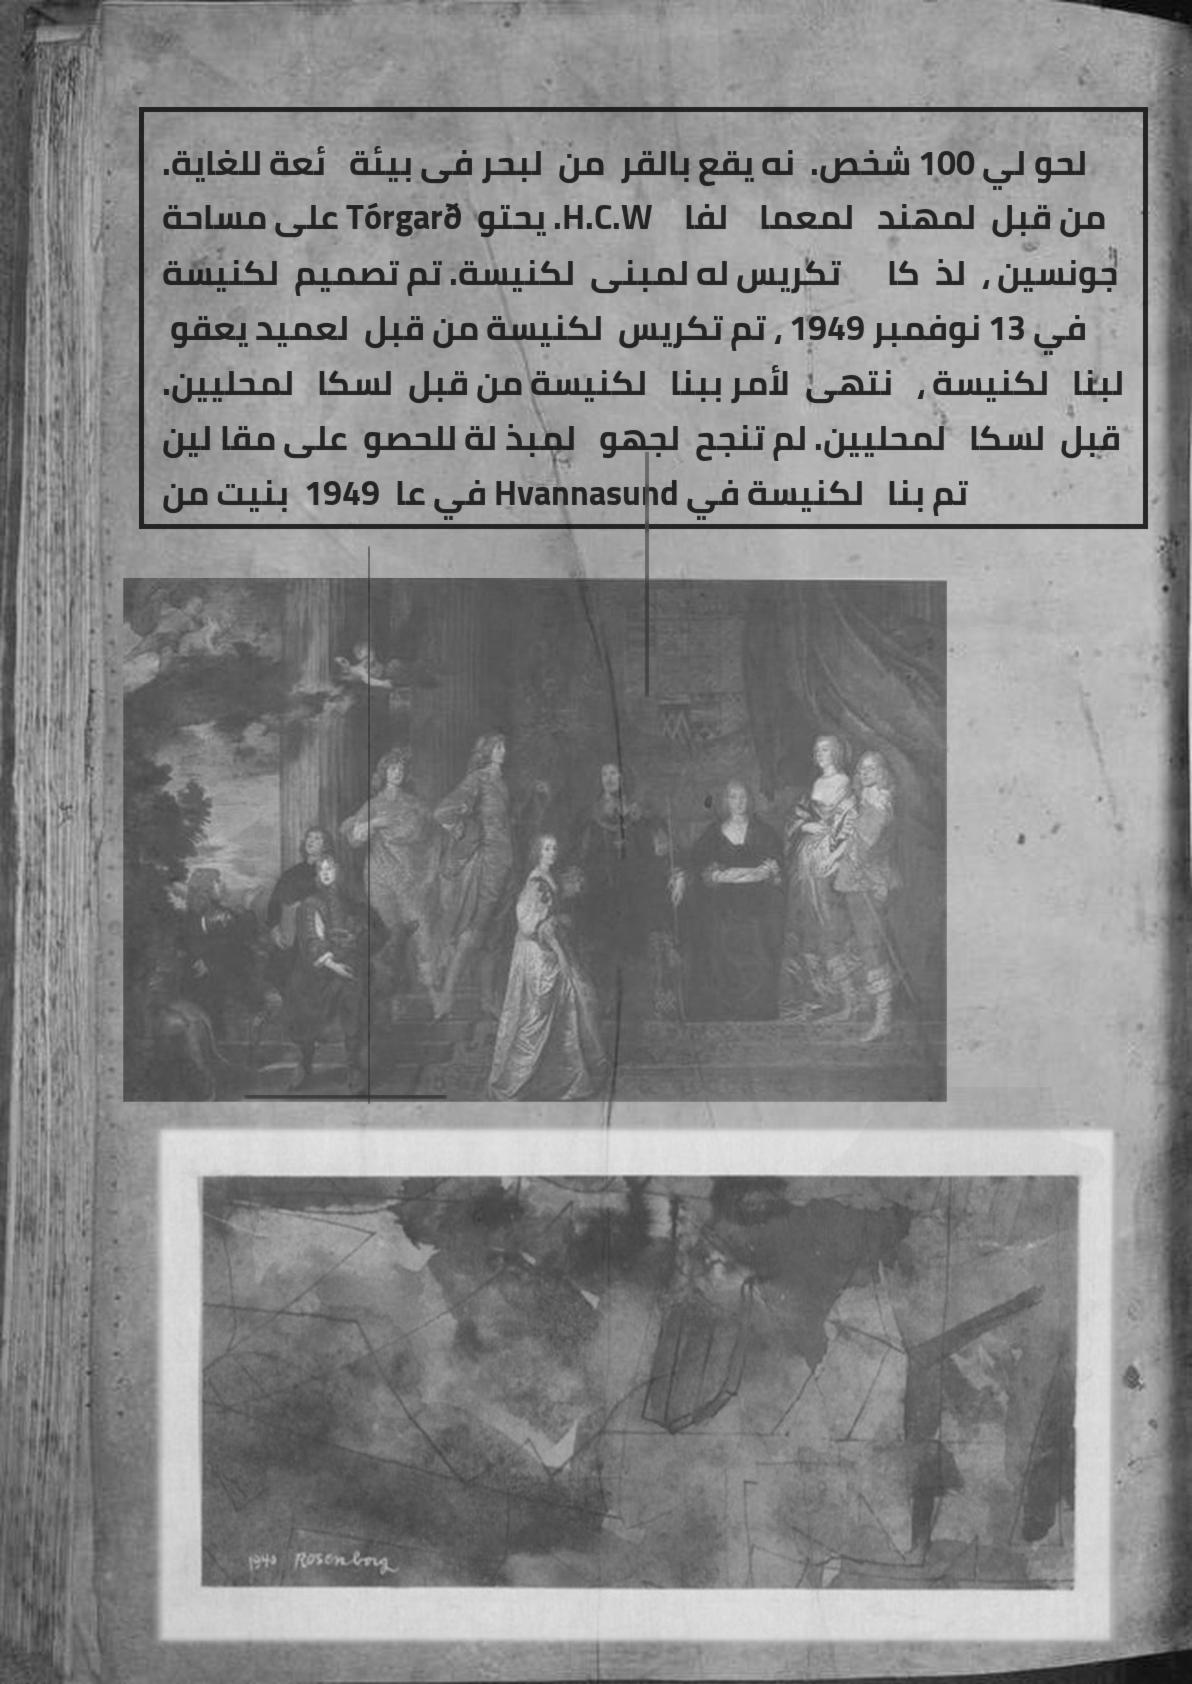 لحو لي 100 شخص. نه يقع بالقر من لبحر في بيئة ئعة للغاية.
من قبل لمهند لمعما لفا H.C.W. يحتو Tórgarð على مساحة
جونسين, لذ كا تكريس له لمبنى لكنيسة. تم تصميم لكنيسة
في 13 نوفمبر 1949, تم تكريس لكنيسة من قبل لعميد يعقو
لبنا لكنيسة, نتهى لأمر ببنا لكنيسة من قبل لسكا لمحليين.
قبل لسكا لمحليين. لم تنجح لجهو لمبذ لة للحصو على مقا لين
تم بنا لكنيسة في Hvannasund في عا 1949 بنيت من
1940 Rosenborg